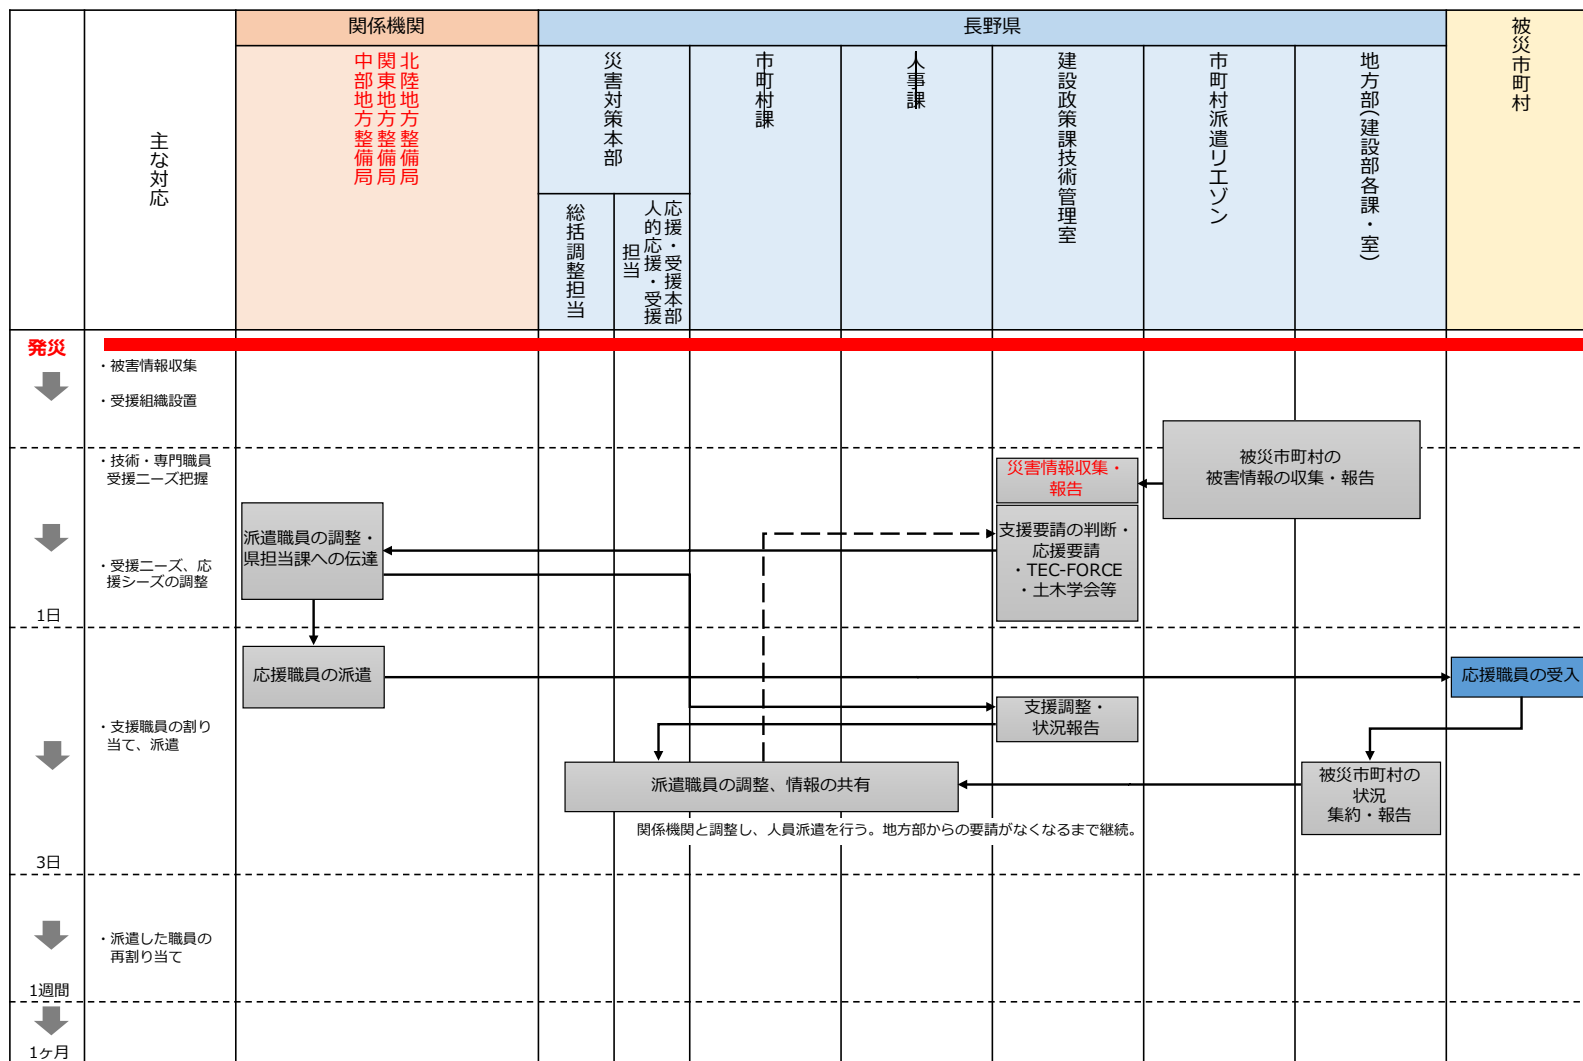 関係機関
長野県
被災市町村
主な対応
北陸地方整備局
関東地方整備局
中部地方整備局
災害対策本部
市町村課
人事課
建設政策課技術管理室
市町村派遣リエゾン
地方部(建設部各課・室)
総括調整担当
応援・受援本部
人的応援・受援
担当
発災
・被害情報収集
・受援組織設置
・技術・専門職員
受援ニーズ把握
災害情報収集・
報告
被災市町村の
被害情報の収集・報告
派遣職員の調整・
県担当課への伝達
支援要請の判断・
応援要請
・TEC-FORCE
・土木学会等
・受援ニーズ、応
援シーズの調整
1日
応援職員の派遣
応援職員の受入
・支援職員の割り
当て、派遣
支援調整・
状況報告
派遣職員の調整、情報の共有
被災市町村の
状況
集約・報告
関係機関と調整し、人員派遣を行う。地方部からの要請がなくなるまで継続。
3日
・派遣した職員の
再割り当て
1週間
1ヶ月